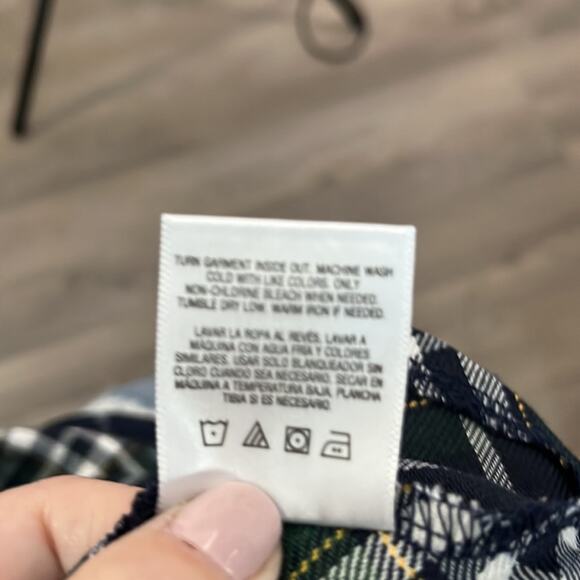 TURN GARMENT INSIDE OUT. MACHINE WASH
COLD WITH LIKE COLORS. ONLY
NON-CHLORINE BLEACH WHEN NEEDED.
TUMBLE DRY LOW. WARM IRON IF NEEDED.
LAVAR LA ROPA AL REVÉS. LAVAR A
MÁQUINA CON AGUA FRIA Y COLORES
SIMILARES. USAR SOLO BLANQUEADOR SIN
CLORO CUANDO SEA NECESARIO. SECAR EN
MÁQUINA A TEMPERATURA BAJA. PLANCHA
TIBIA SI ES NECESARIO.